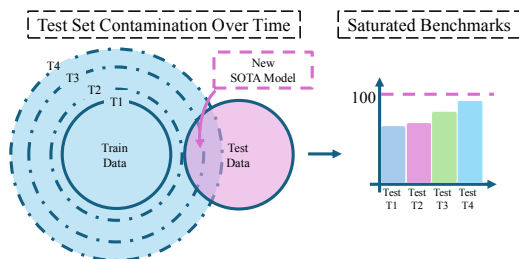 Test Set Contamination Over Time
Saturated Benchmarks
New
SOTA Model
T4
T3
T2
T1
Train
Data
Test
Data
100
Test
T1
Test
T2
Test
T3
Test
T4